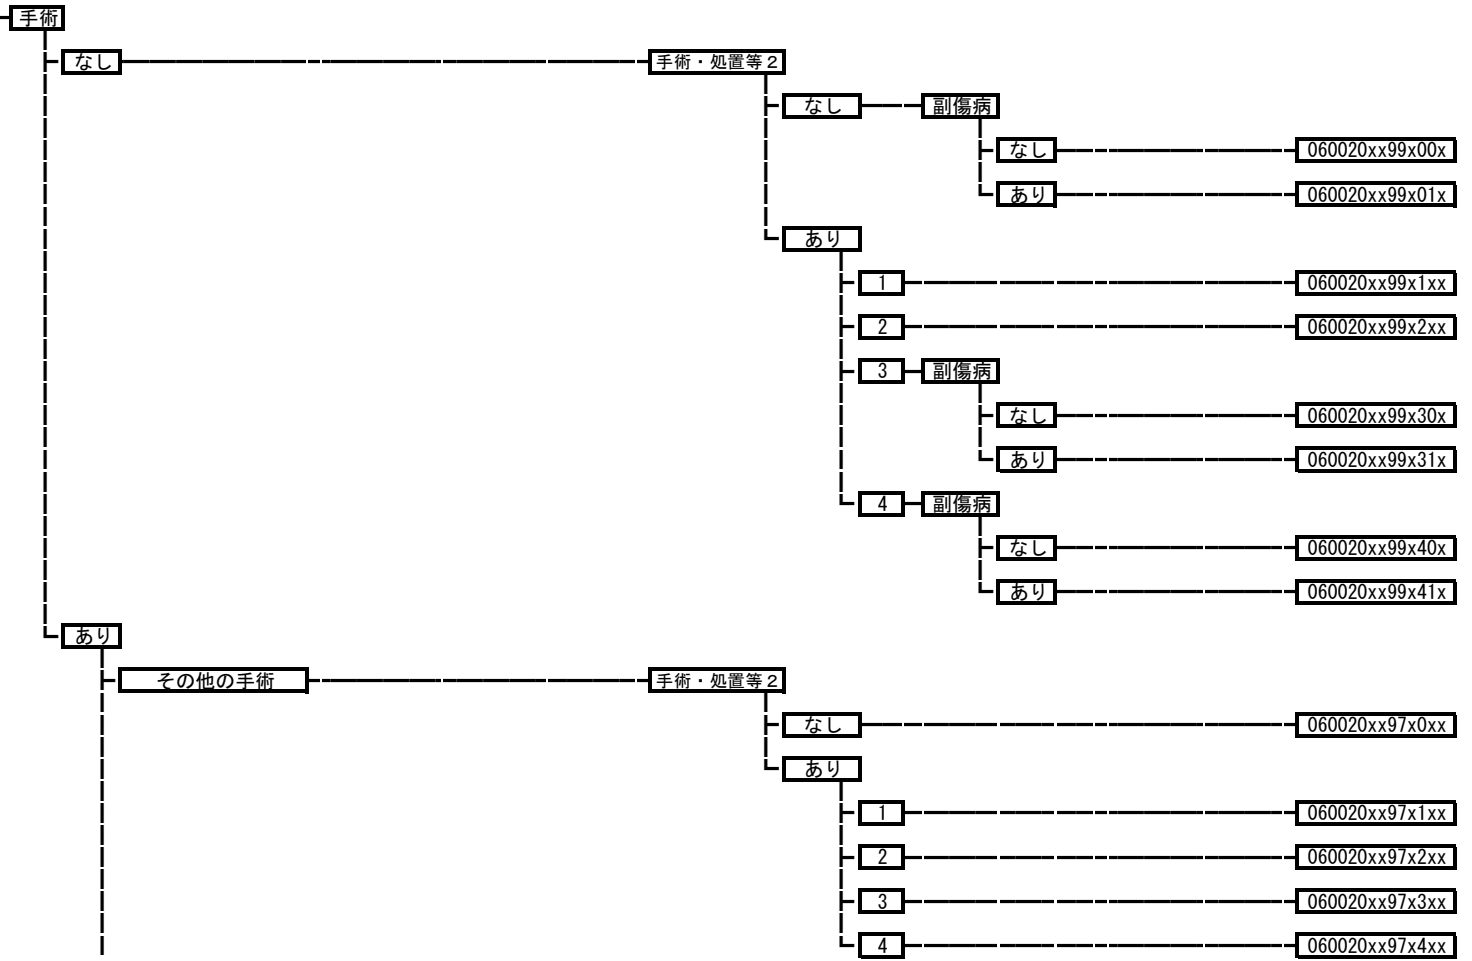 手術
なし 手術・処置等２
なし 副傷病
なし 060020xx99x00x
あり 060020xx99x01x
あり
1 060020xx99x1xx
2 060020xx99x2xx
3 副傷病
なし 060020xx99x30x
あり 060020xx99x31x
4 副傷病
なし 060020xx99x40x
あり 060020xx99x41x
あり
その他の手術 手術・処置等２
なし 060020xx97x0xx
あり
1 060020xx97x1xx
2 060020xx97x2xx
3 060020xx97x3xx
4 060020xx97x4xx